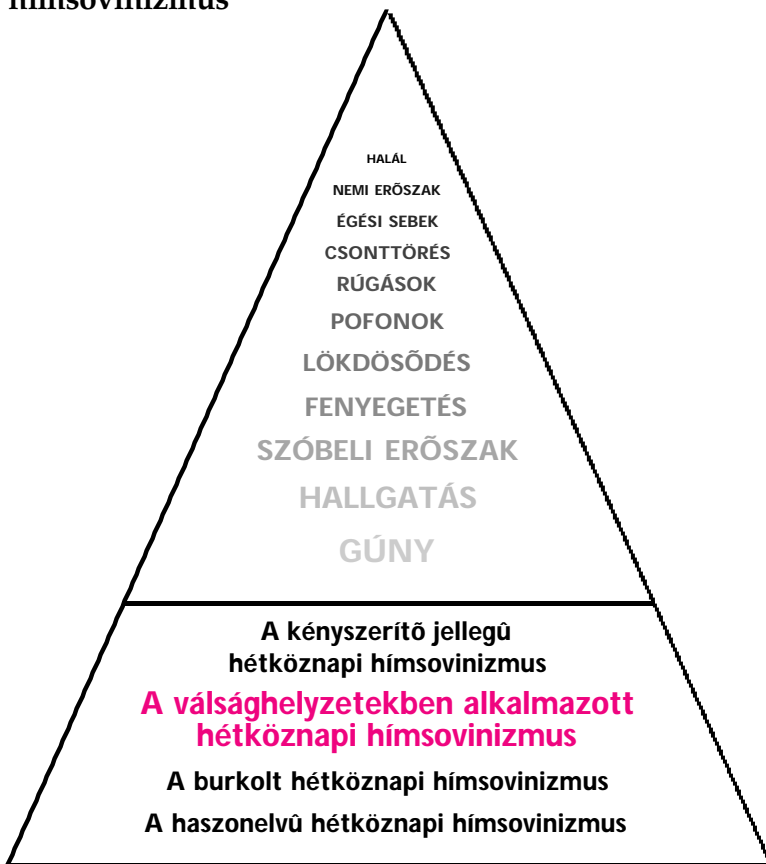 hímsovinizmus
HALÁL
NEMI ERÕSZAK
ÉGÉSI SEBEK
CSONTTÖRÉS
RÚGÁSOK
POFONOK
LÖKDÖSÕDÉS
FENYEGETÉS
SZÓBELI ERÕSZAK
HALLGATÁS
GÚNY
A kényszerítõ jellegû
hétköznapi hímsovinizmus
A válsághelyzetekben alkalmazott
hétköznapi hímsovinizmus
A burkolt hétköznapi hímsovinizmus
A haszonelvû hétköznapi hímsovinizmus